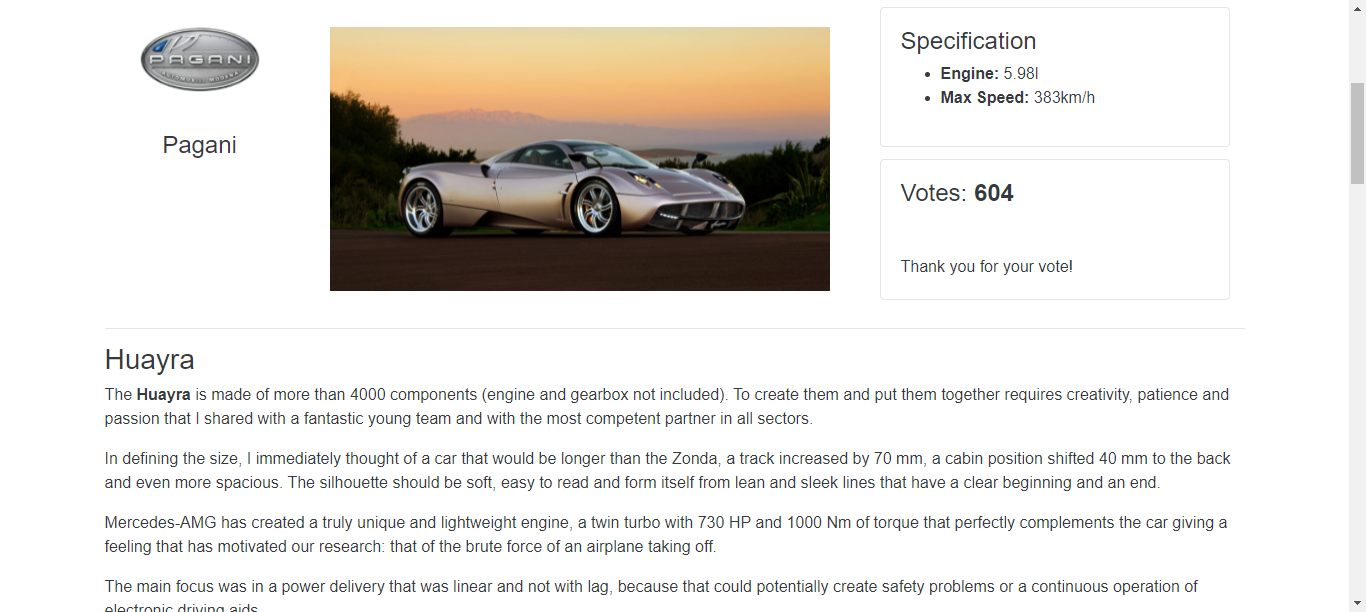 PAGANI
AUTOMOBILI MODENA
Pagani
Specification
Engine: 5.98l
Max Speed: 383km/h
Votes: 604
Thank you for your vote!
Huayra
The Huayra is made of more than 4000 components (engine and gearbox not included). To create them and put them together requires creativity, patience and
passion that I shared with a fantastic young team and with the most competent partner in all sectors.
In defining the size, I immediately thought of a car that would be longer than the Zonda, a track increased by 70 mm, a cabin position shifted 40 mm to the back
and even more spacious. The silhouette should be soft, easy to read and form itself from lean and sleek lines that have a clear beginning and an end.
Mercedes-AMG has created a truly unique and lightweight engine, a twin turbo with 730 HP and 1000 Nm of torque that perfectly complements the car giving a
feeling that has motivated our research: that of the brute force of an airplane taking off.
The main focus was in a power delivery that was linear and not with lag, because that could potentially create safety problems or a continuous operation of
electronic driving aids.